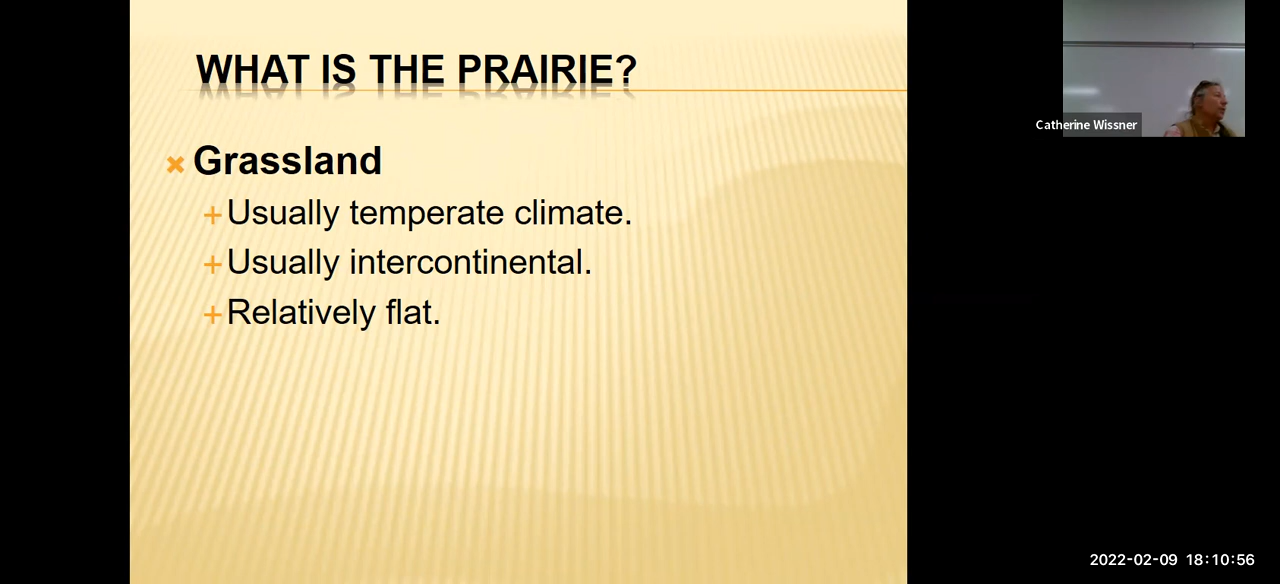 WHAT IS THE PRAIRIE?
Grassland
Usually temperate climate.
Usually intercontinental.
Relatively flat.
Catherine Wissner
2022-02-09 18:10:56